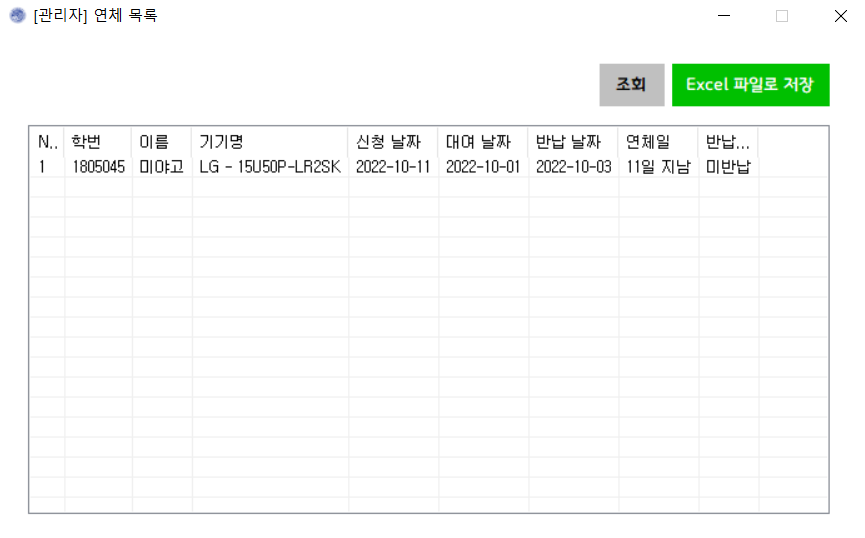 [관리자] 연체 목록
조회 Excel 파일로 저장
N.. 학번 이름 기기명 신청 날짜 대여 날짜 반납 날짜 연체일 반납...
1 1805045 미야고 LG - 15U50P-LR2SK 2022-10-11 2022-10-01 2022-10-03 11일 지남 미반납